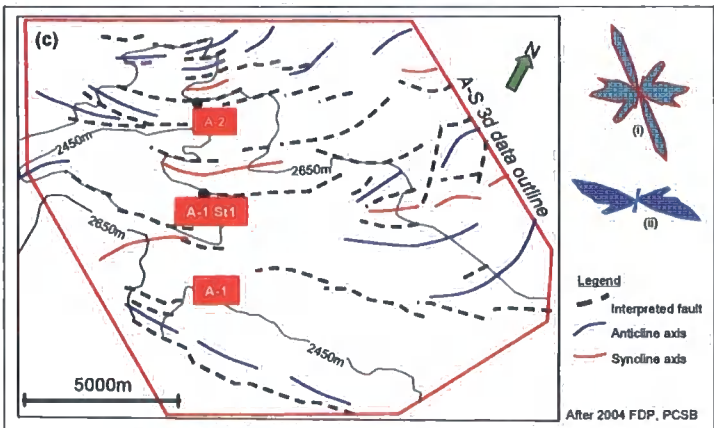 (c)
N
A-S 3d data outline
A-2
2450m
2650m
A-1 St1
2650m
A-1
2450m
5000m
(i)
(ii)
Legend
Interpreted fault
Anticline axis
Syncline axis
After 2004 FDP, PCSB